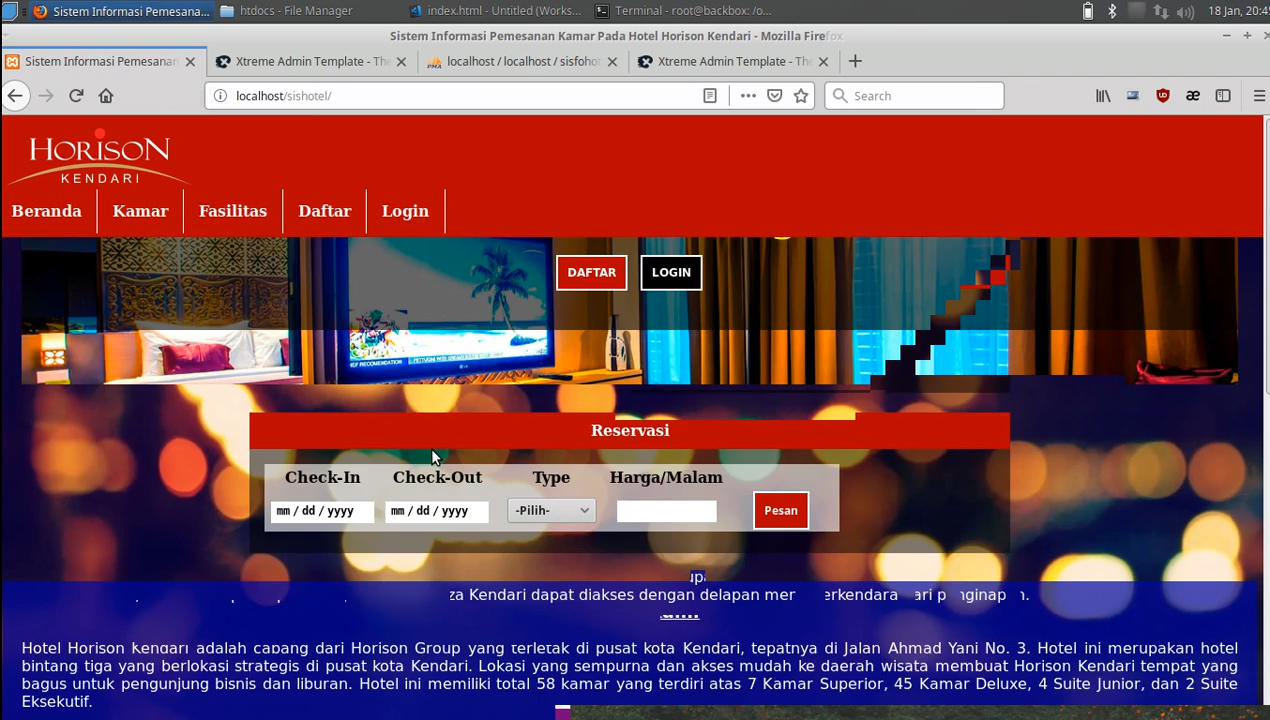 Sistem Informasi Pemesana...
htdocs - File Manager
index.html - Untitled (Works...
Terminal - root@backbox: /o...
18 Jan, 20:45
Sistem Informasi Pemesanan Kamar Pada Hotel Horison Kendari - Mozilla Firefox
Sistem Informasi Pemesanan
Xtreme Admin Template - The
localhost / localhost / sisfohot
Xtreme Admin Template - The
localhost/sishotel/
Search
HORISON
KENDARI
Beranda
Kamar
Fasilitas
Daftar
Login
DAFTAR
LOGIN
Reservasi
Check-In
Check-Out
Type
Harga/Malam
mm / dd / yyyy
mm / dd / yyyy
-Pilih-
Pesan
za Kendari dapat diakses dengan delapan
Hotel Horison Kendari adalah cabang dari Horison Group yang terletak di pusat kota Kendari, tepatnya di Jalan Ahmad Yani No. 3. Hotel ini merupakan hotel
bintang tiga yang berlokasi strategis di pusat kota Kendari. Lokasi yang sempurna dan akses mudah ke daerah wisata membuat Horison Kendari tempat yang
bagus untuk pengunjung bisnis dan liburan. Hotel ini memiliki total 58 kamar yang terdiri atas 7 Kamar Superior, 45 Kamar Deluxe, 4 Suite Junior, dan 2 Suite
Eksekutif.